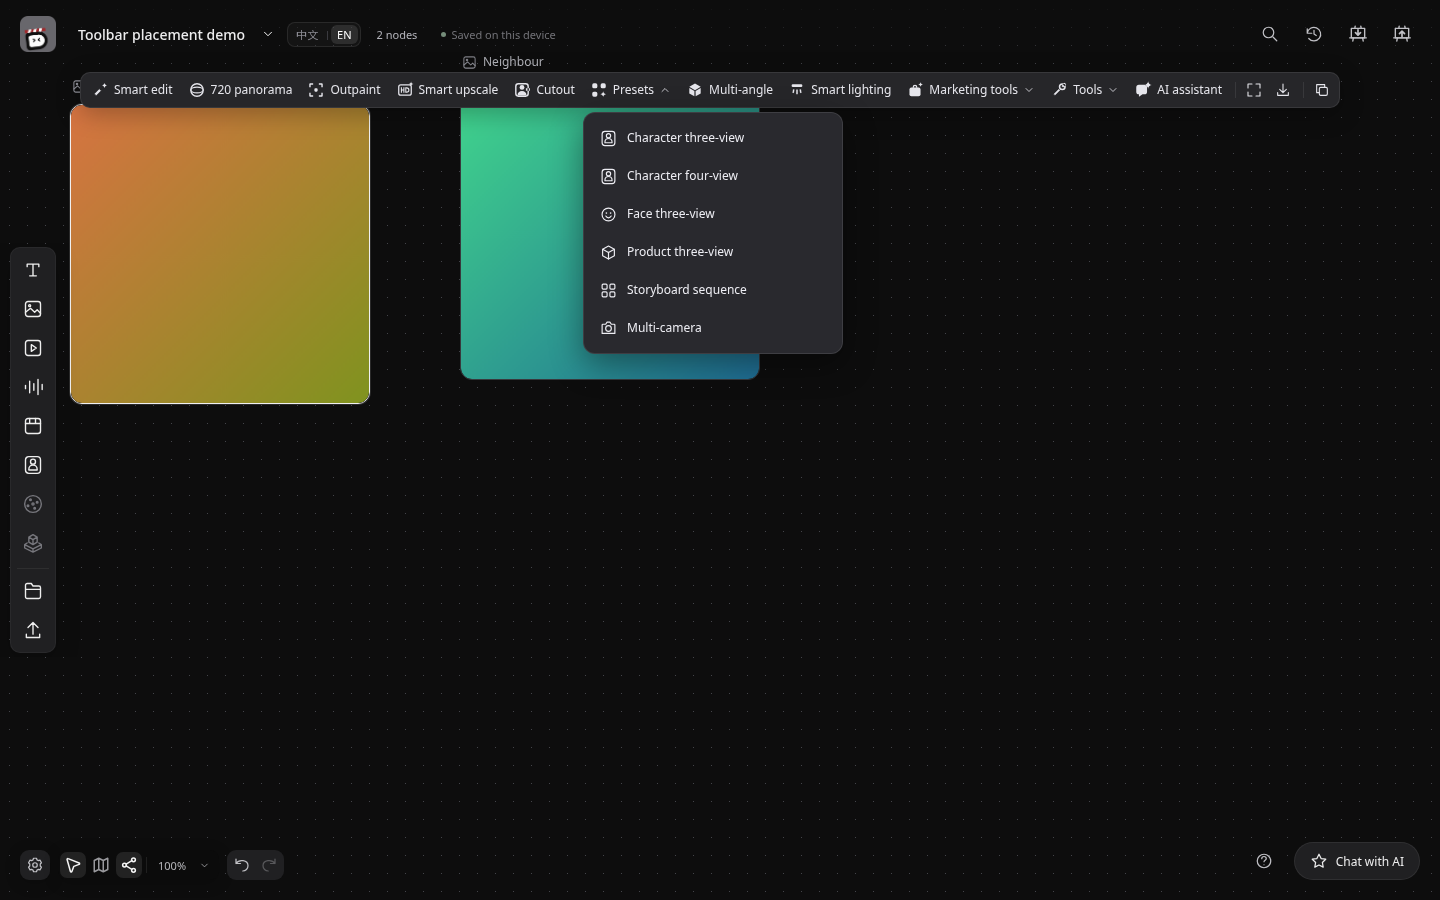 Toolbar placement demo
中文 EN
2 nodes
Saved on this device
Neighbour
Smart edit
720 panorama
Outpaint
HD Smart upscale
Cutout
Presets
Multi-angle
Smart lighting
Marketing tools
Tools
AI assistant
Character three-view
Character four-view
Face three-view
Product three-view
Storyboard sequence
Multi-camera
T
100%
Chat with AI